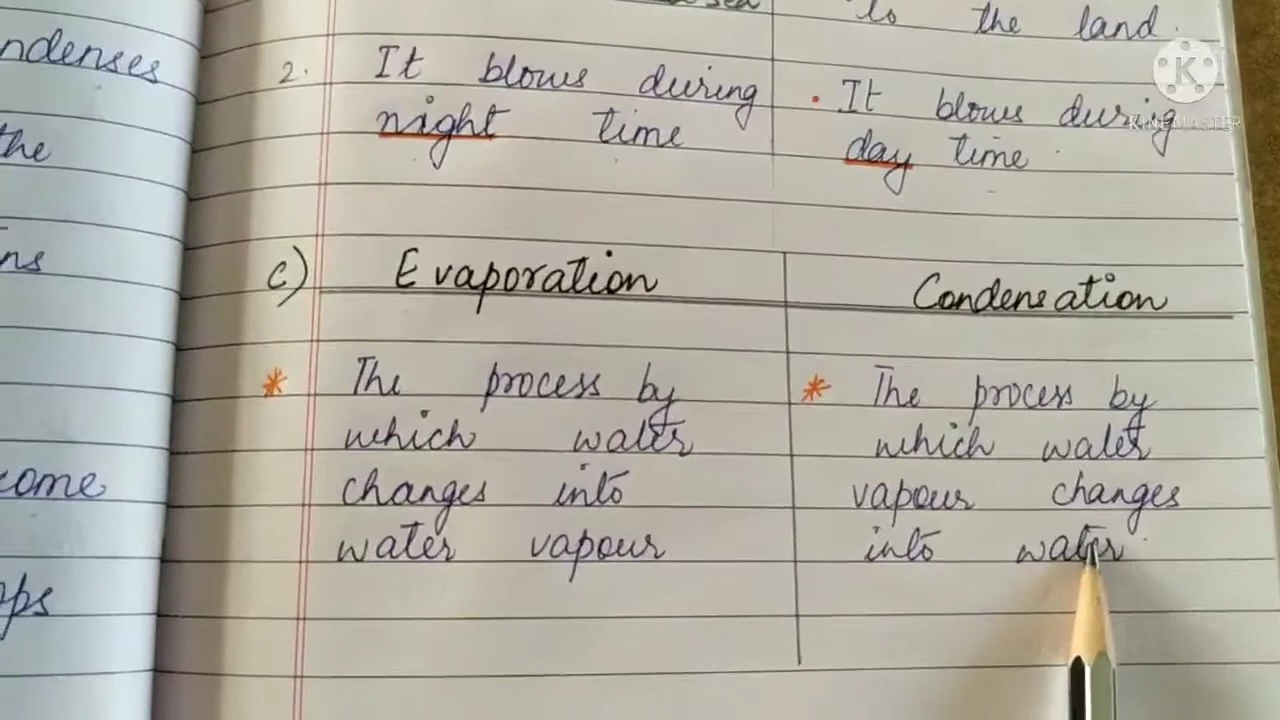 to the land.
ndenses
2. It blows during
night time
• It blows during
day time
KINEMASTER
the
ns
come
ops
c) Evaporation
Condensation
* The process by
which water
changes into
water vapour
* The process by
which water
vapour changes
into water.